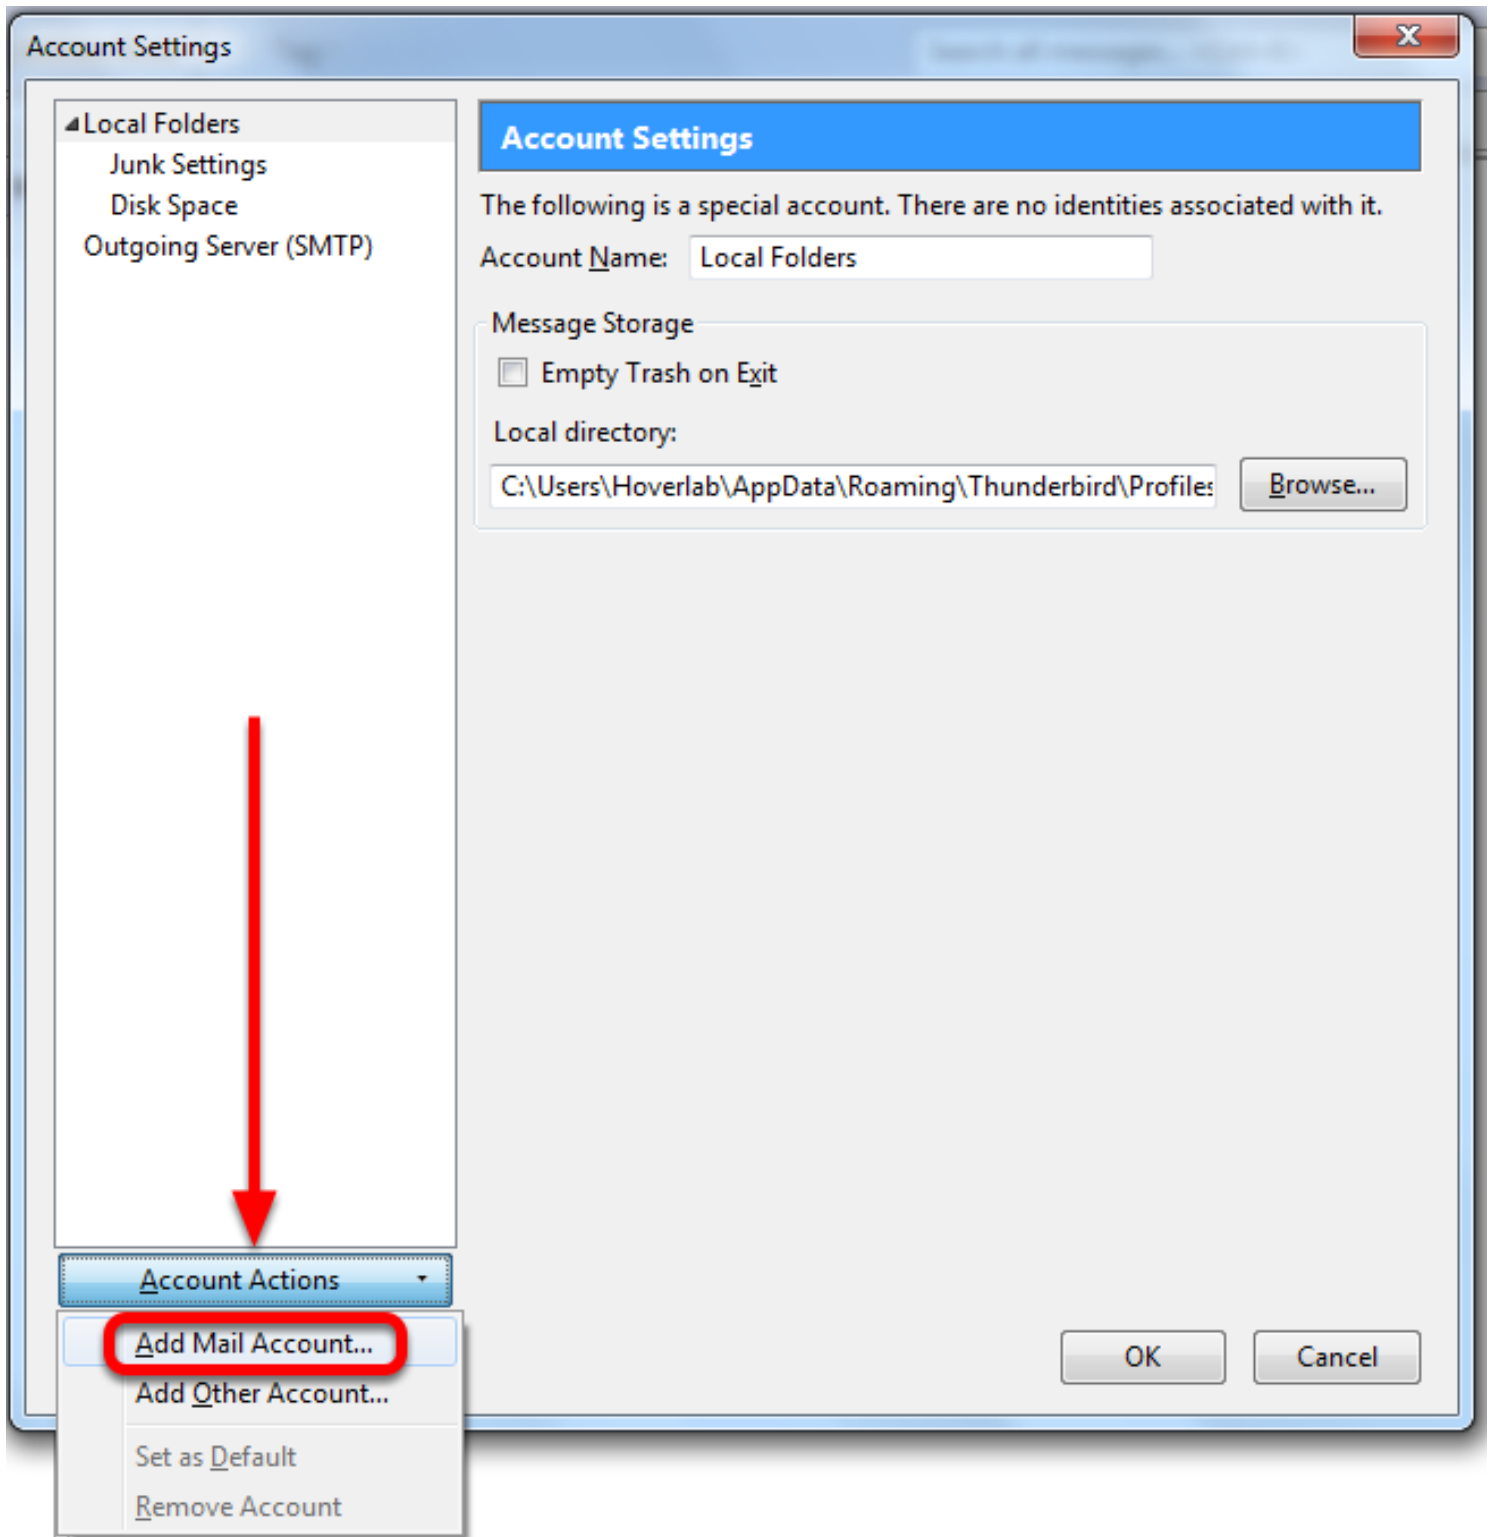 Account Settings
Local Folders
Junk Settings
Disk Space
Outgoing Server (SMTP)
Account Settings
The following is a special account. There are no identities associated with it.
Account Name: Local Folders
Message Storage
Empty Trash on Exit
Local directory:
C:\Users\Hoverlab\AppData\Roaming\Thunderbird\Profiles
Browse...
Account Actions
Add Mail Account...
Add Other Account...
Set as Default
Remove Account
OK
Cancel